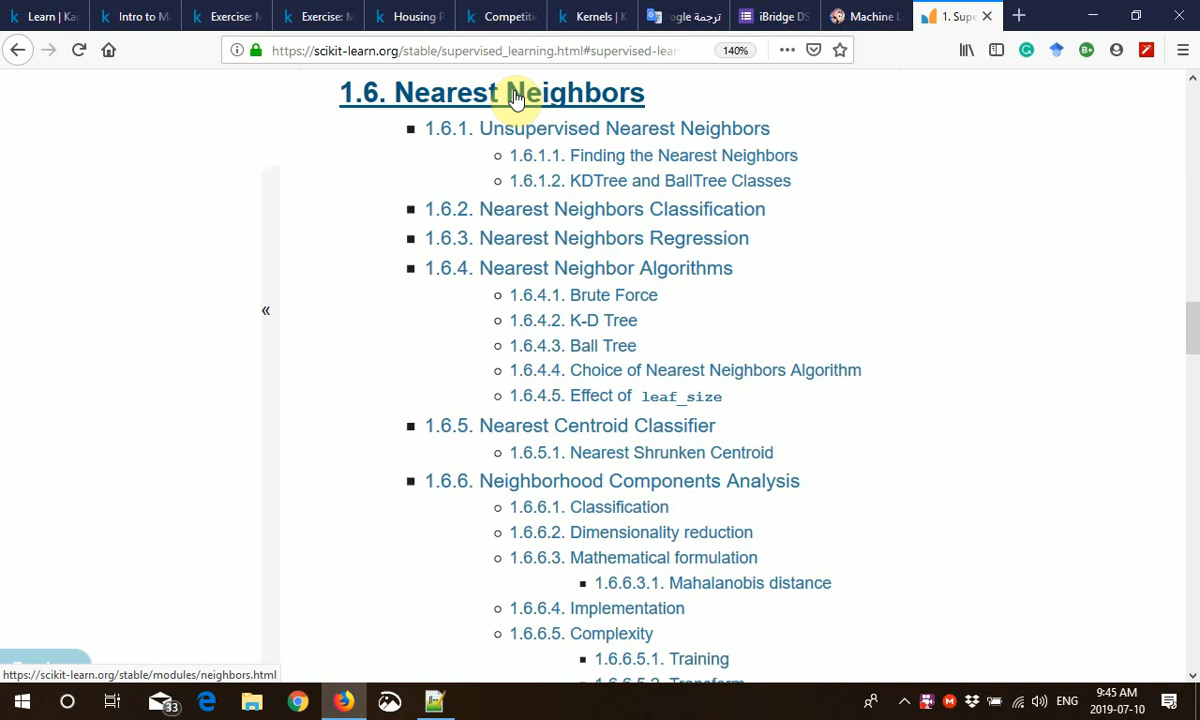 Learn | Ka
Intro to M
Exercise: M
Exercise: M
Housing P
Competiti
Kernels | K
ترجمة ogle
iBridge DS
Machine L
1. Supe
https://scikit-learn.org/stable/supervised_learning.html#supervised-lear
140%
1.6. Nearest Neighbors
1.6.1. Unsupervised Nearest Neighbors
1.6.1.1. Finding the Nearest Neighbors
1.6.1.2. KDTree and BallTree Classes
1.6.2. Nearest Neighbors Classification
1.6.3. Nearest Neighbors Regression
1.6.4. Nearest Neighbor Algorithms
1.6.4.1. Brute Force
1.6.4.2. K-D Tree
1.6.4.3. Ball Tree
1.6.4.4. Choice of Nearest Neighbors Algorithm
1.6.4.5. Effect of leaf_size
1.6.5. Nearest Centroid Classifier
1.6.5.1. Nearest Shrunken Centroid
1.6.6. Neighborhood Components Analysis
1.6.6.1. Classification
1.6.6.2. Dimensionality reduction
1.6.6.3. Mathematical formulation
1.6.6.3.1. Mahalanobis distance
1.6.6.4. Implementation
1.6.6.5. Complexity
1.6.6.5.1. Training
1.6.6.5.2. Transform
«
https://scikit-learn.org/stable/modules/neighbors.html
33
ENG
9:45 AM
2019-07-10